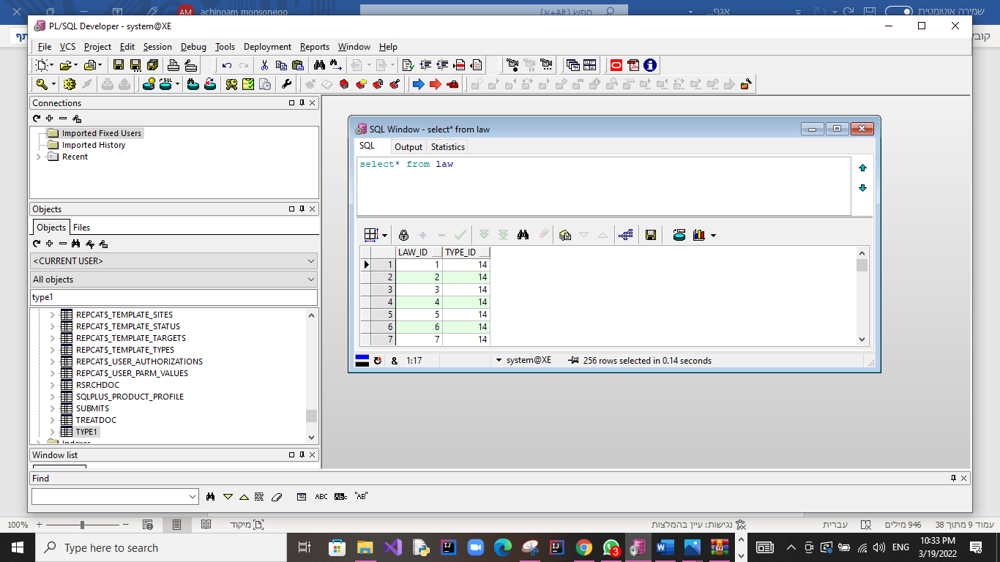 achinoam monsonego
AM
חפש (Alt+א)
אגף...
שמירה אוטומטית
PL/SQL Developer - system@XE
תף
קובץ
File VCS Project Edit Session Debug Tools Deployment Reports Window Help
SQL
Connections
Imported Fixed Users
Imported History
Recent
Objects
Objects Files
<CURRENT USER>
All objects
type1
REPCAT$_TEMPLATE_SITES
REPCAT$_TEMPLATE_STATUS
REPCAT$_TEMPLATE_TARGETS
REPCAT$_TEMPLATE_TYPES
REPCAT$_USER_AUTHORIZATIONS
REPCAT$_USER_PARM_VALUES
RSRCHDOC
SQLPLUS_PRODUCT_PROFILE
SUBMITS
TREATDOC
TYPE1
Indexes
Window list
SQL Window - select* from law
SQL Output Statistics
select* from law
LAW_ID TYPE_ID
1 1 14
2 2 14
3 3 14
4 4 14
5 5 14
6 6 14
7 7 14
& 1:17 system@XE 256 rows selected in 0.14 seconds
Find
ABC AB "AB"
100% מיקוד
נגישות: עיין בהמלצות
עברית
946 מילים
עמוד 9 מתוך 38
Type here to search
3
ENG
10:33 PM
3/19/2022